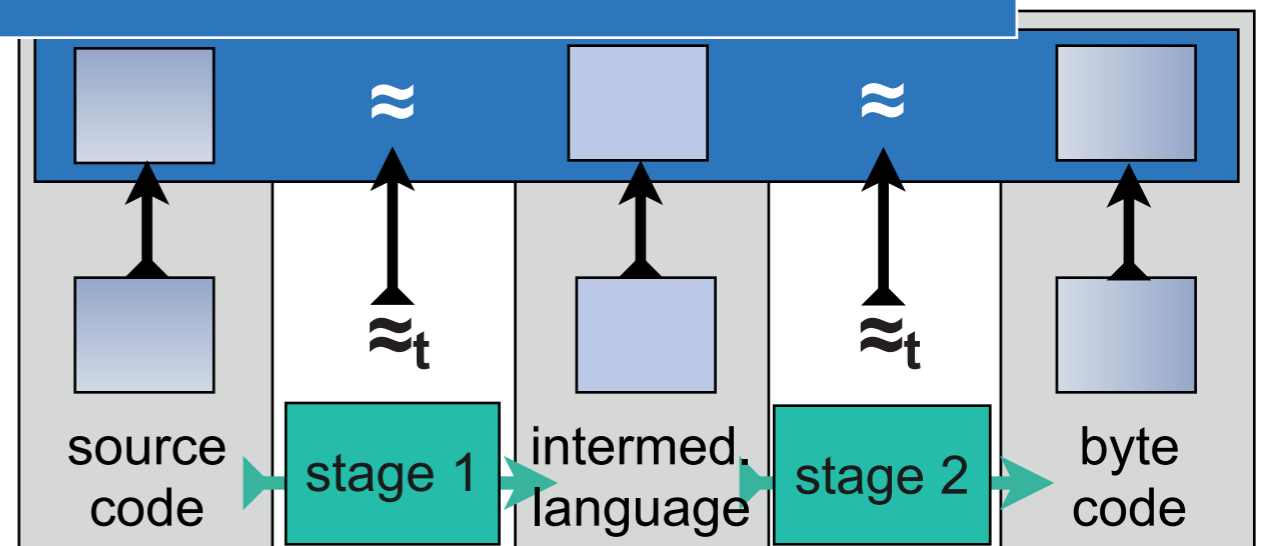 ≈ ≈
≈t ≈t
source code
stage 1
intermed. language
stage 2
byte code